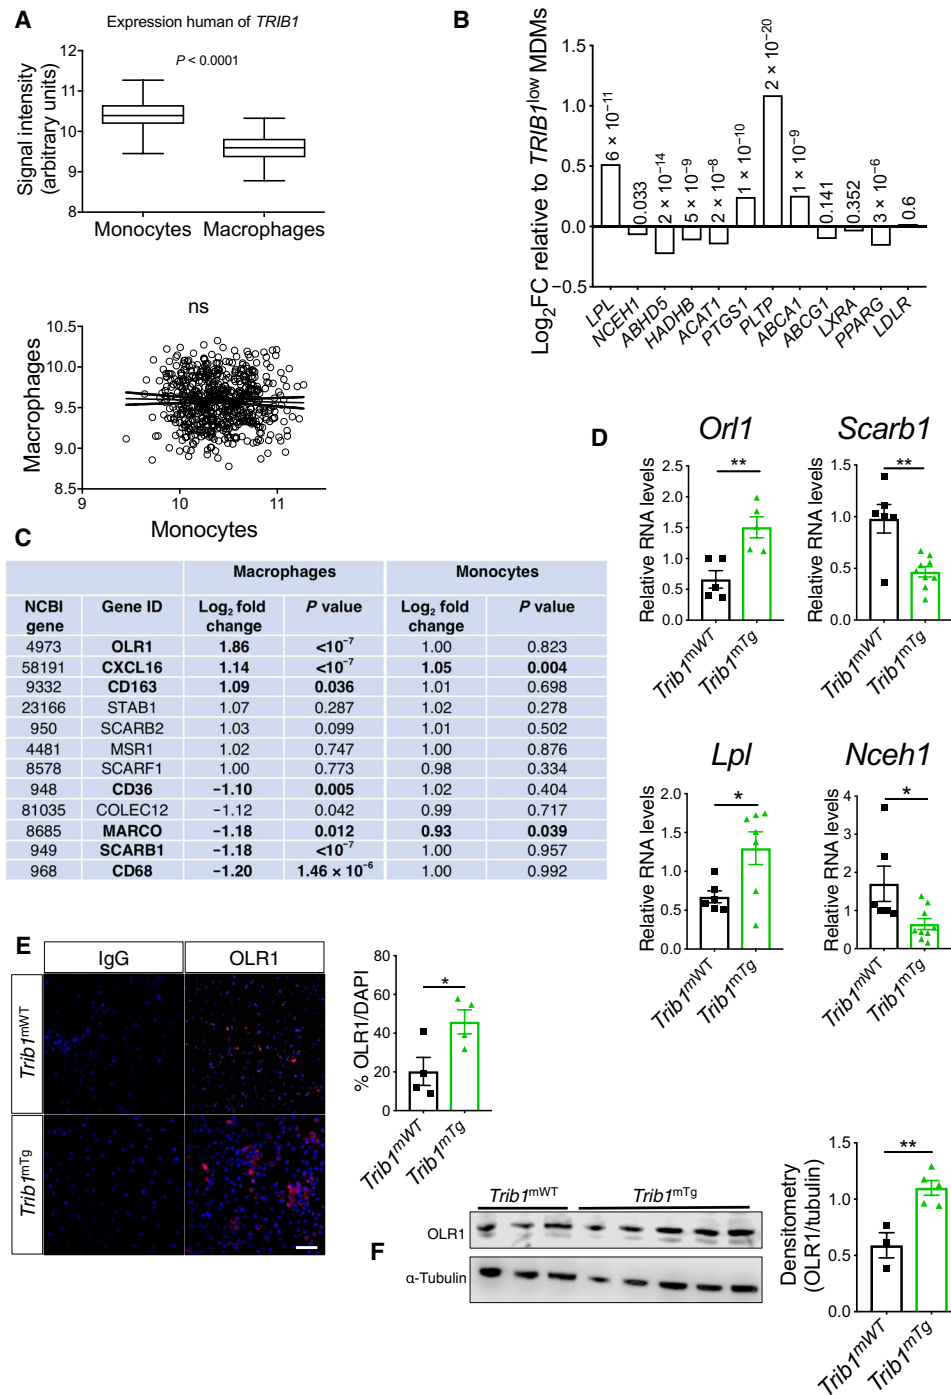 A
Expression human of TRIB1
P < 0.0001
Signal intensity
(arbitrary units)
12
11
10
9
8
Monocytes
Macrophages
ns
Macrophages
10.5
10.0
9.5
9.0
8.5
9
10
11
Monocytes
B
Log₂FC relative to TRIB1ˡᵒʷ MDMs
1.5
1.0
0.5
0.0
−0.5
6 × 10⁻¹¹
0.033
2 × 10⁻¹⁴
5 × 10⁻⁹
2 × 10⁻⁸
1 × 10⁻¹⁰
2 × 10⁻²⁰
1 × 10⁻⁹
0.141
0.352
3 × 10⁻⁶
0.6
LPL
NCEH1
ABHD5
HADHB
ACAT1
PTGS1
PLTP
ABCA1
ABCG1
LXRA
PPARG
LDLR
C
Macrophages Monocytes
NCBI gene Gene ID Log₂ fold change P value Log₂ fold change P value
4973 OLR1 1.86 <10⁻⁷ 1.00 0.823
58191 CXCL16 1.14 <10⁻⁷ 1.05 0.004
9332 CD163 1.09 0.036 1.01 0.698
23166 STAB1 1.07 0.287 1.02 0.278
950 SCARB2 1.03 0.099 1.01 0.502
4481 MSR1 1.02 0.747 1.00 0.876
8578 SCARF1 1.00 0.773 0.98 0.334
948 CD36 −1.10 0.005 1.02 0.404
81035 COLEC12 −1.12 0.042 0.99 0.717
8685 MARCO −1.18 0.012 0.93 0.039
949 SCARB1 −1.18 <10⁻⁷ 1.00 0.957
968 CD68 −1.20 1.46 × 10⁻⁶ 1.00 0.992
D
Orl1
Relative RNA levels
2.5
2.0
1.5
1.0
0.5
0.0
**
Trib1ᵐᵂᵀ
Trib1ᵐᵀᵍ
Scarb1
Relative RNA levels
1.5
1.0
0.5
0.0
**
Trib1ᵐᵂᵀ
Trib1ᵐᵀᵍ
Lpl
Relative RNA levels
2.0
1.5
1.0
0.5
0.0
*
Trib1ᵐᵂᵀ
Trib1ᵐᵀᵍ
Nceh1
Relative RNA levels
4
3
2
1
0
*
Trib1ᵐᵂᵀ
Trib1ᵐᵀᵍ
E
IgG
OLR1
Trib1ᵐᵂᵀ
Trib1ᵐᵀᵍ
% OLR1/DAPI
80
60
40
20
0
*
Trib1ᵐᵂᵀ
Trib1ᵐᵀᵍ
F
Trib1ᵐᵂᵀ
Trib1ᵐᵀᵍ
OLR1
α-Tubulin
Densitometry
(OLR1/tubulin)
1.5
1.0
0.5
0.0
**
Trib1ᵐᵂᵀ
Trib1ᵐᵀᵍ